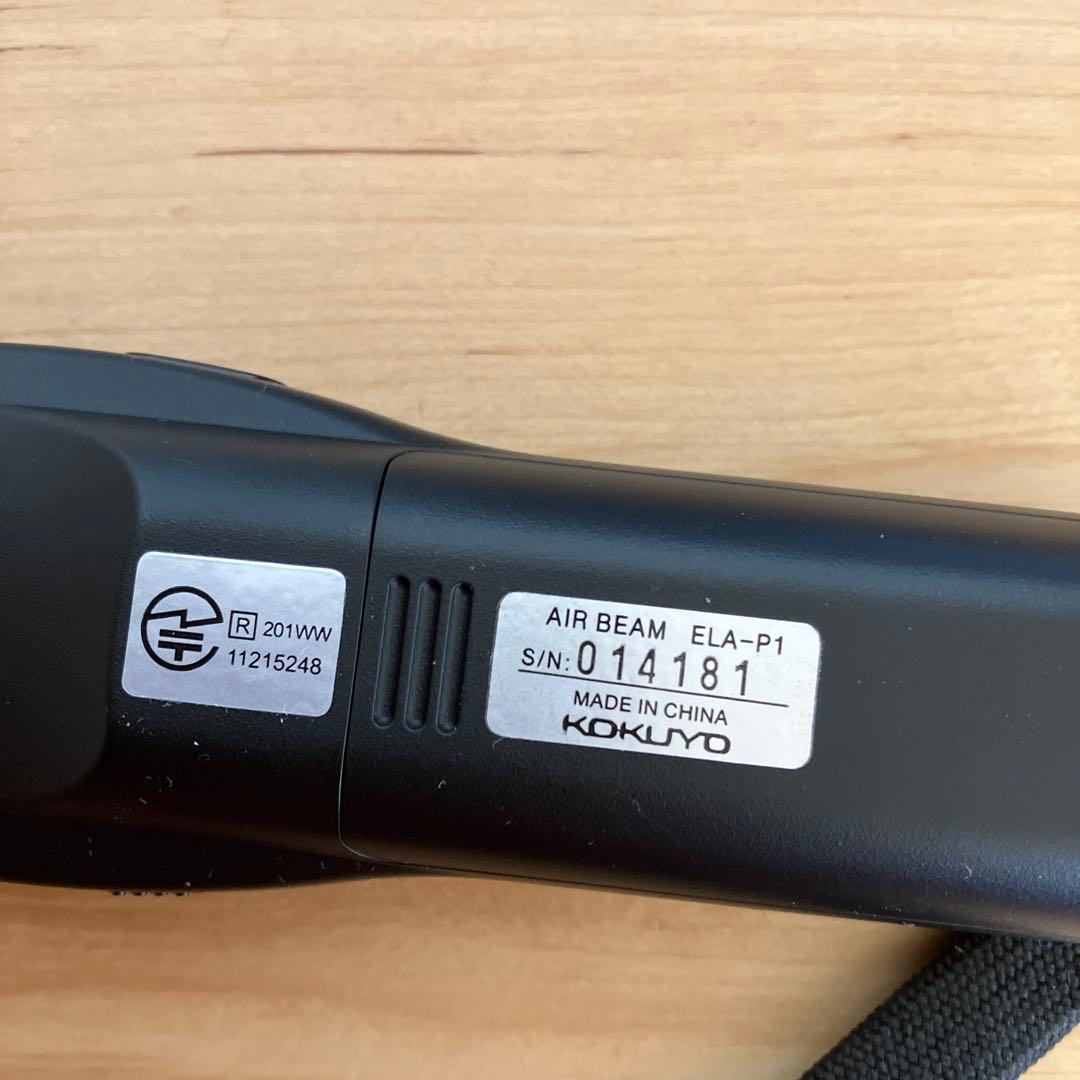 R 201WW
11215248
AIR BEAM ELA-P1
S/N: 014181
MADE IN CHINA
KOKUYO